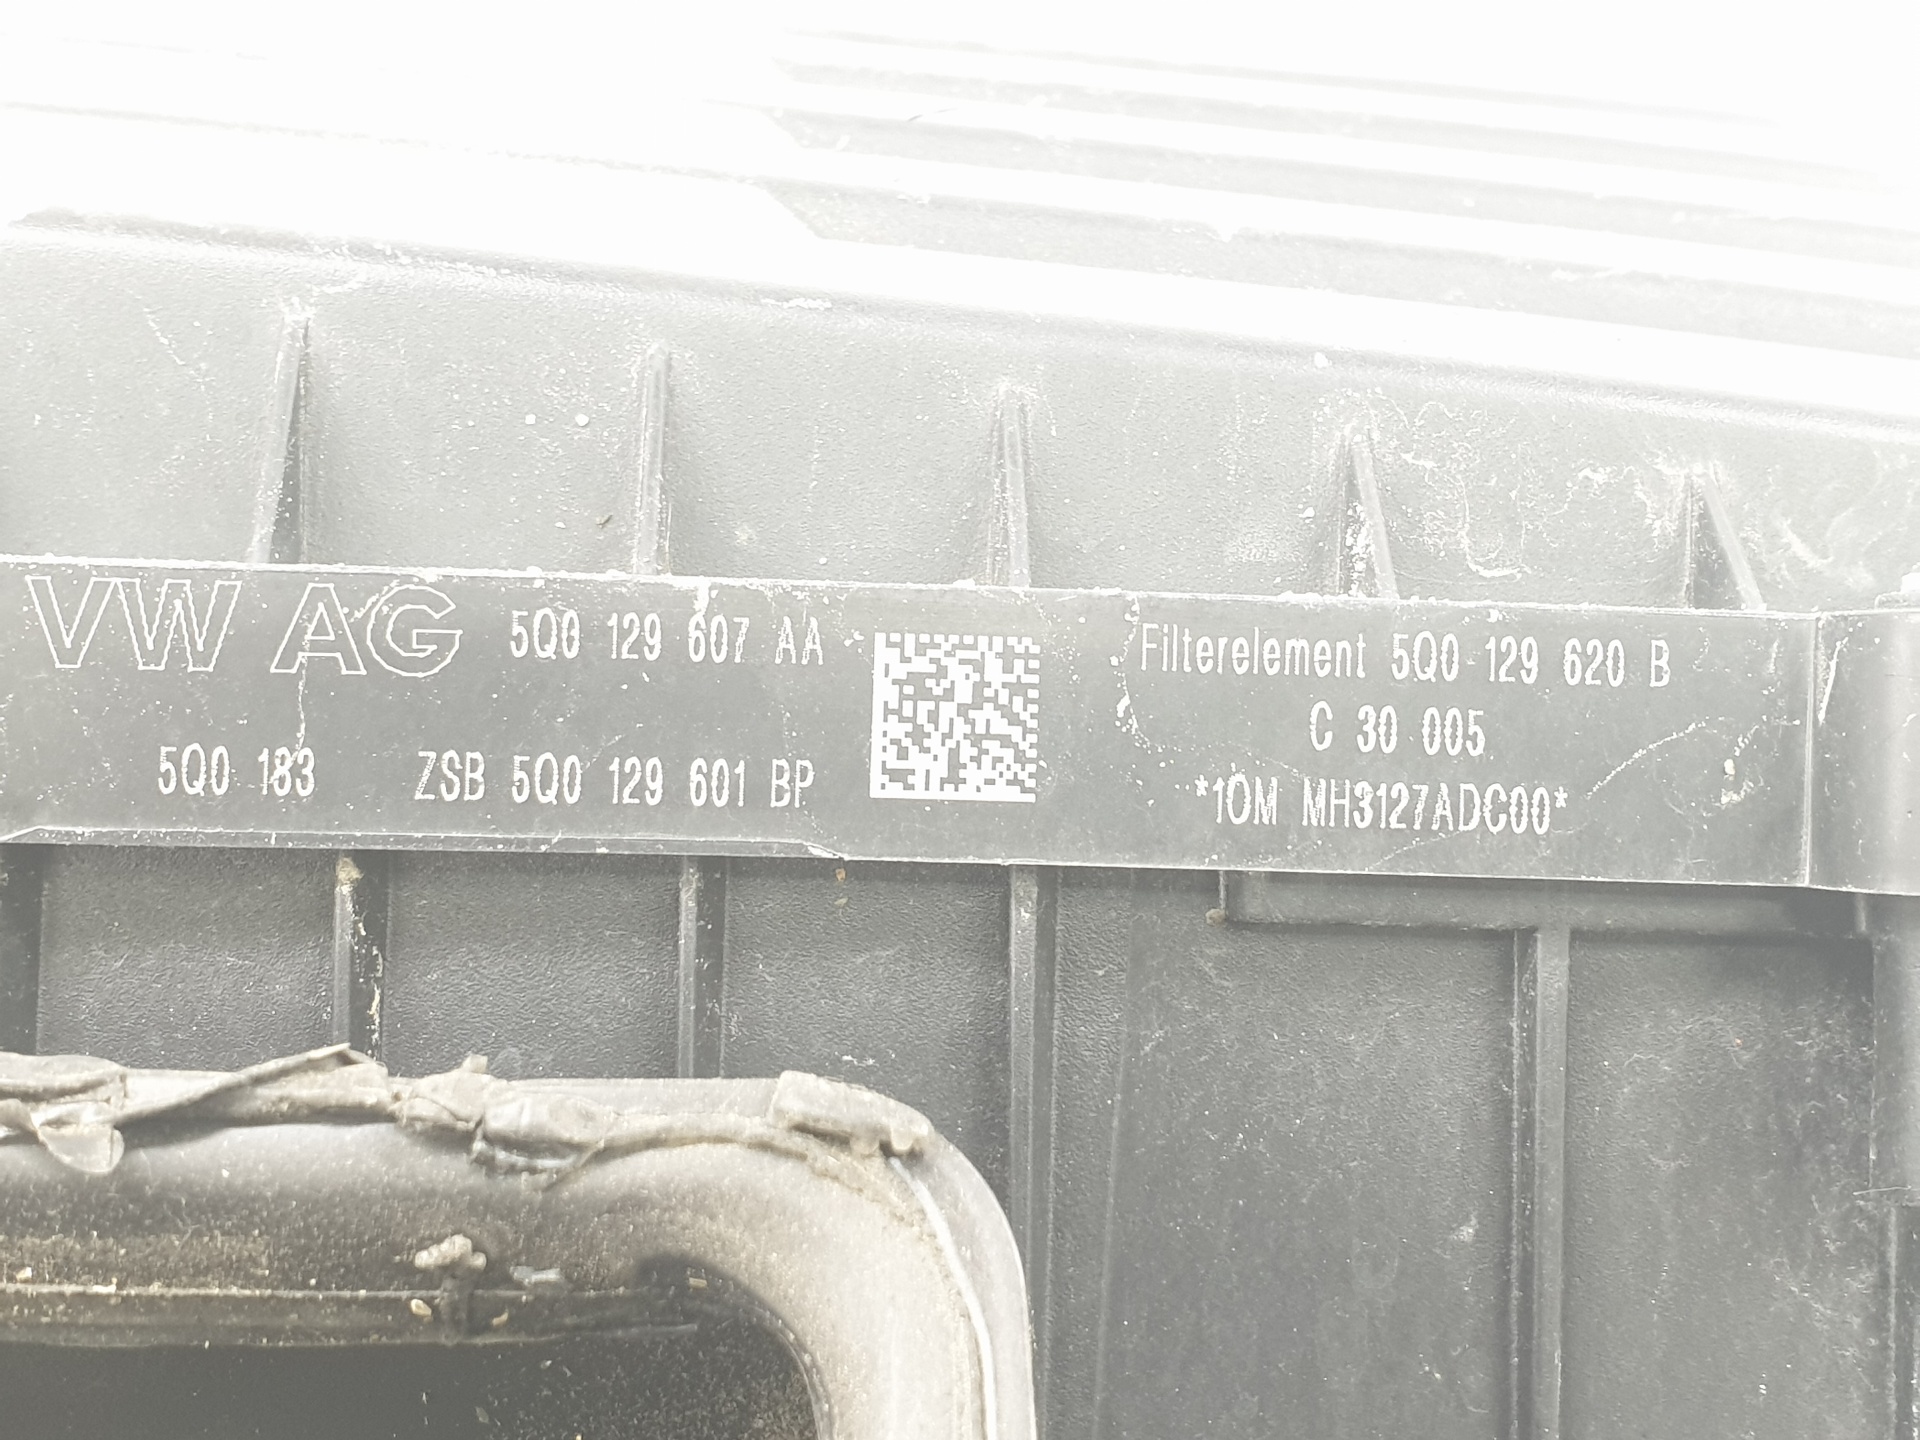 VW AG 5Q0 129 607 AA
5Q0 183 ZSB 5Q0 129 601 BP
Filterelement 5Q0 129 620 B
C 30 005
*1OM MH3127ADC00*